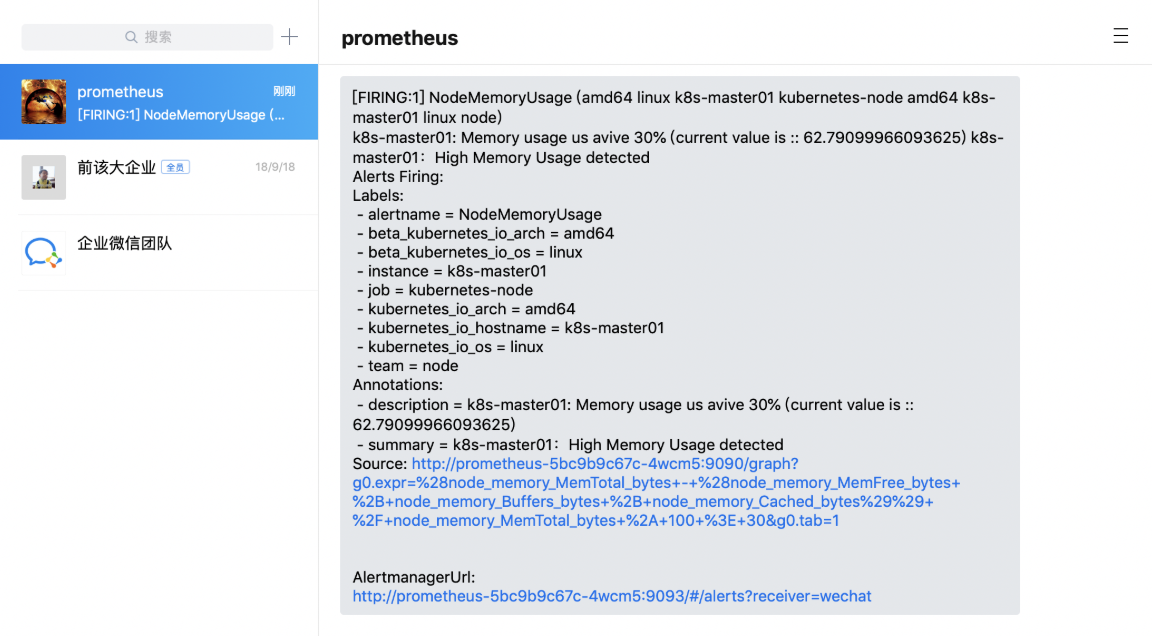 搜索
prometheus
刚刚
[FIRING:1] NodeMemoryUsage (...
前该大企业 全员
18/9/18
企业微信团队
prometheus
[FIRING:1] NodeMemoryUsage (amd64 linux k8s-master01 kubernetes-node amd64 k8s-
master01 linux node)
k8s-master01: Memory usage us avive 30% (current value is :: 62.79099966093625) k8s-
master01：High Memory Usage detected
Alerts Firing:
Labels:
- alertname = NodeMemoryUsage
- beta_kubernetes_io_arch = amd64
- beta_kubernetes_io_os = linux
- instance = k8s-master01
- job = kubernetes-node
- kubernetes_io_arch = amd64
- kubernetes_io_hostname = k8s-master01
- kubernetes_io_os = linux
- team = node
Annotations:
- description = k8s-master01: Memory usage us avive 30% (current value is ::
62.79099966093625)
- summary = k8s-master01：High Memory Usage detected
Source: http://prometheus-5bc9b9c67c-4wcm5:9090/graph?
g0.expr=%28node_memory_MemTotal_bytes+-+%28node_memory_MemFree_bytes+
%2B+node_memory_Buffers_bytes+%2B+node_memory_Cached_bytes%29%29+
%2F+node_memory_MemTotal_bytes+%2A+100+%3E+30&g0.tab=1
AlertmanagerUrl:
http://prometheus-5bc9b9c67c-4wcm5:9093/#/alerts?receiver=wechat